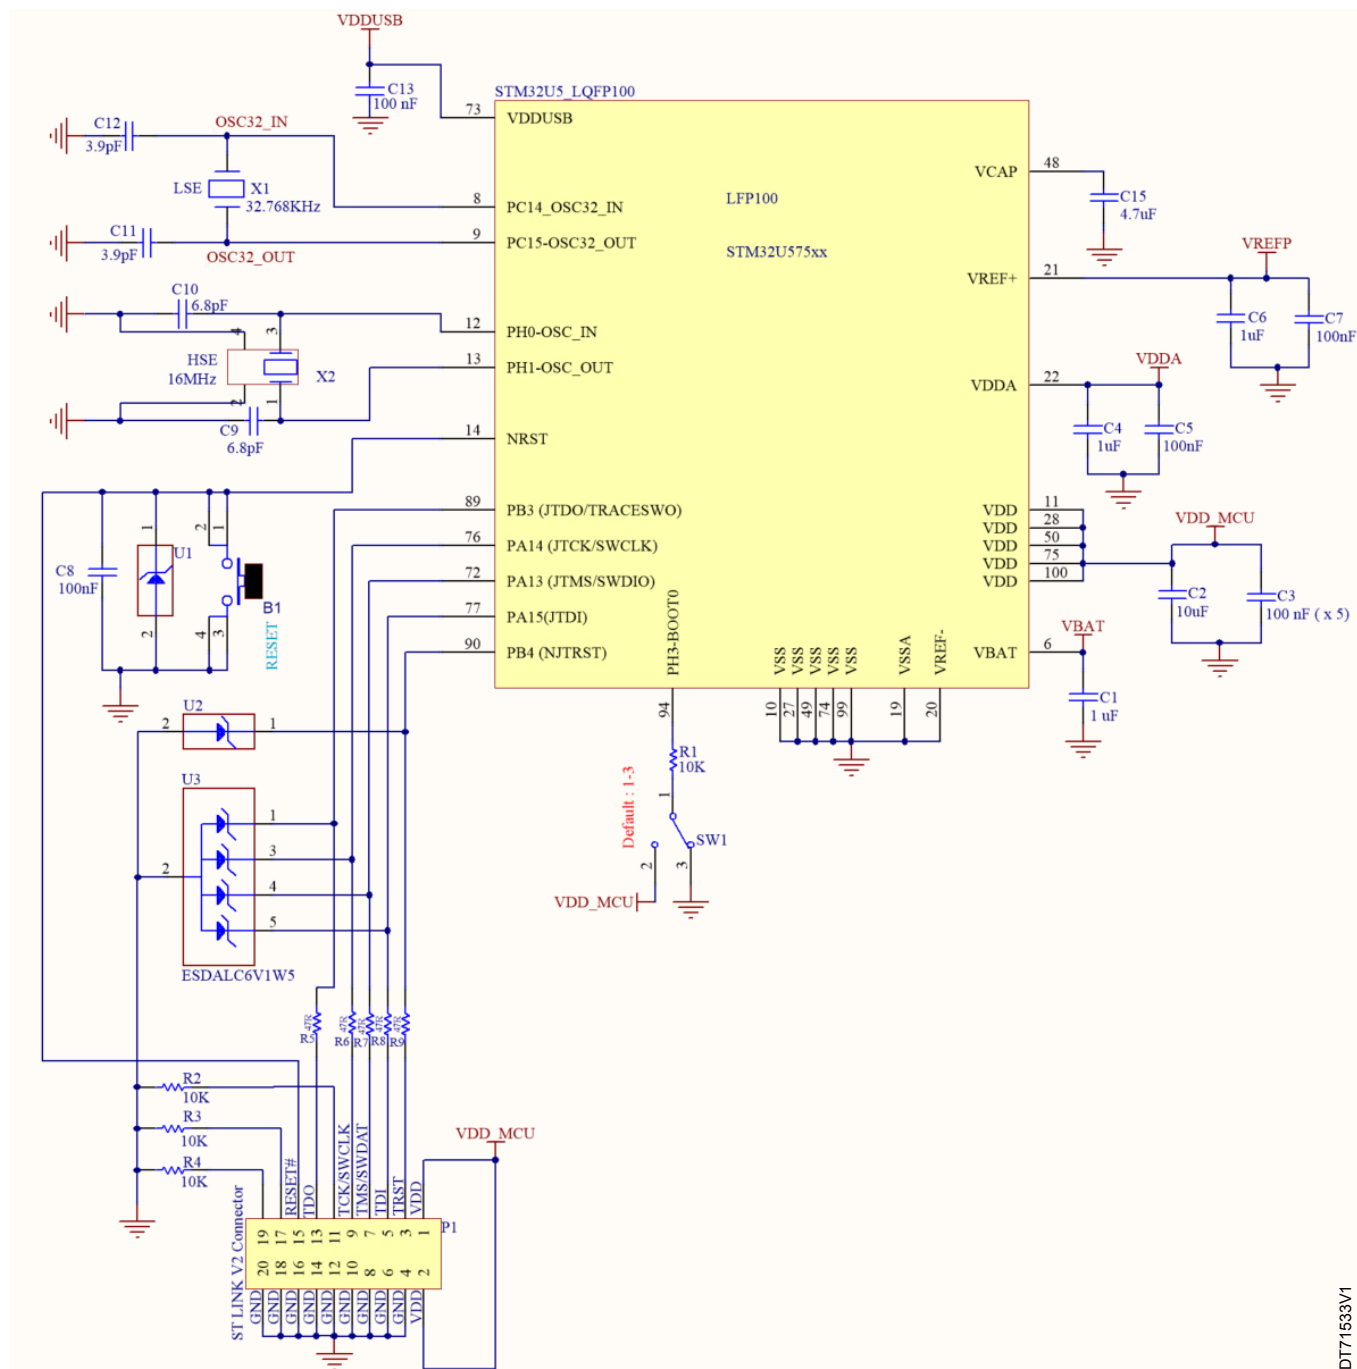 VDDUSB
C13
100 nF
STM32U5_LQFP100
73
VDDUSB
C12
3.9pF
OSC32_IN
LSE
X1
32.768KHz
8
PC14_OSC32_IN
C11
3.9pF
OSC32_OUT
9
PC15-OSC32_OUT
LFP100
STM32U575xx
VCAP
48
C15
4.7uF
VREFP
VREF+
21
C6
1uF
C7
100nF
C10
6.8pF
4
3
HSE
16MHz
X2
2
1
C9
6.8pF
12
PH0-OSC_IN
13
PH1-OSC_OUT
VDDA
VDDA
22
C4
1uF
C5
100nF
14
NRST
C8
100nF
1
U1
2
2
1
4
3
B1
RESET
89
PB3 (JTDO/TRACESWO)
76
PA14 (JTCK/SWCLK)
72
PA13 (JTMS/SWDIO)
77
PA15(JTDI)
90
PB4 (NJTRST)
VDD
11
VDD
28
VDD
50
VDD
75
VDD
100
VDD_MCU
C2
10uF
C3
100 nF ( x 5)
VBAT
VBAT
6
C1
1 uF
PH3-BOOT0
VSS
VSS
VSS
VSS
VSS
VSSA
VREF-
94
10
27
49
74
99
19
20
R1
10K
Default : 1-3
1
SW1
2
3
VDD_MCU
U2
2
1
U3
2
1
3
4
5
ESDALC6V1W5
47R
R5
47R
R6
47R
R7
47R
R8
47R
R9
R2
10K
R3
10K
R4
10K
VDD_MCU
RESET#
TDO
TCK/SWCLK
TMS/SWDAT
TDI
TRST
VDD
P1
ST LINK V2 Connector
19
17
15
13
11
9
7
5
3
1
20
18
16
14
12
10
8
6
4
2
GND
GND
GND
GND
GND
GND
GND
GND
GND
VDD
DT71533V1